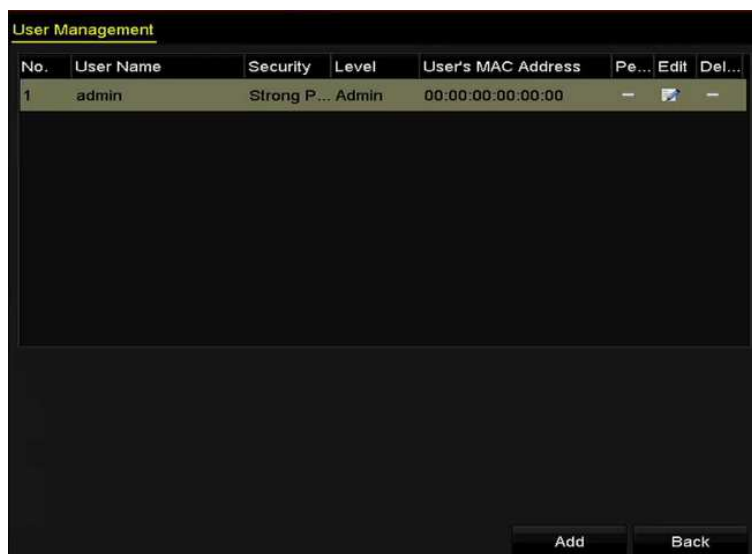 User Management
No. User Name Security Level User's MAC Address Pe... Edit Del...
1 admin Strong P... Admin 00:00:00:00:00:00 – –
Add Back